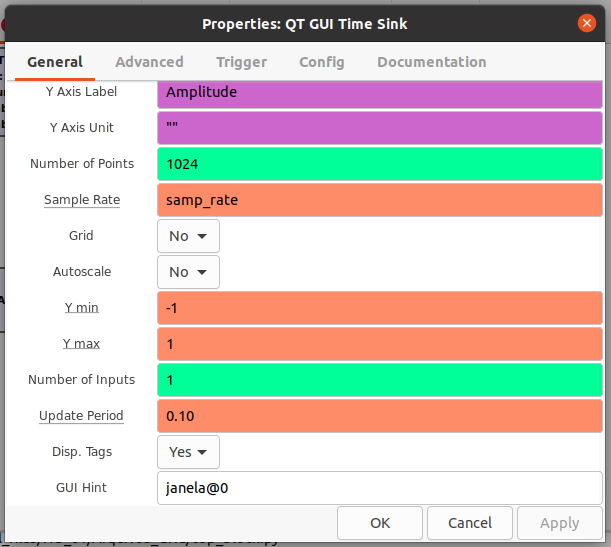 Properties: QT GUI Time Sink
General Advanced Trigger Config Documentation
Y Axis Label Amplitude
Y Axis Unit ""
Number of Points 1024
Sample Rate samp_rate
Grid No
Autoscale No
Y min -1
Y max 1
Number of Inputs 1
Update Period 0.10
Disp. Tags Yes
GUI Hint janela@0
OK Cancel Apply